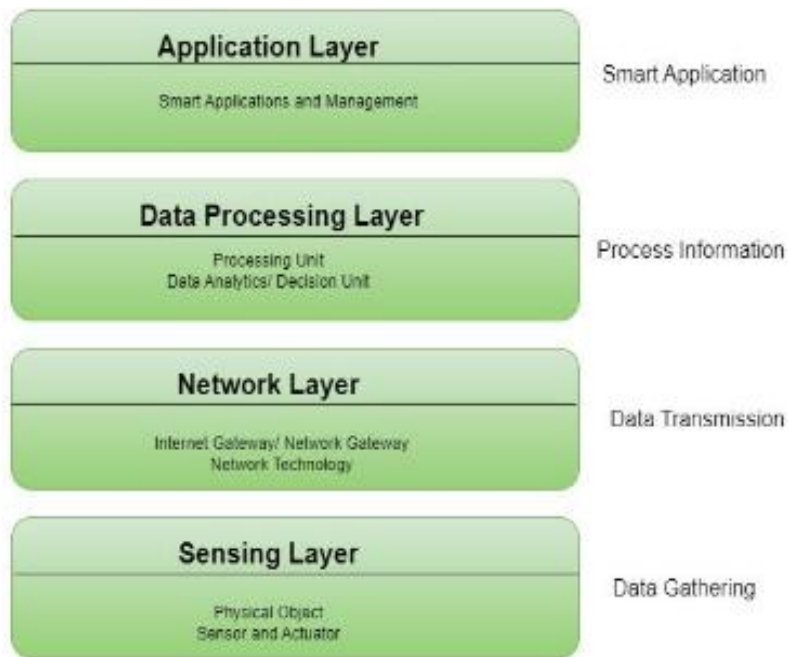 Application Layer
Smart Applications and Management
Smart Application
Data Processing Layer
Processing Unit
Data Analytics/ Decision Unit
Process Information
Network Layer
Internet Gateway/ Network Gateway
Network Technology
Data Transmission
Sensing Layer
Physical Object
Sensor and Actuator
Data Gathering